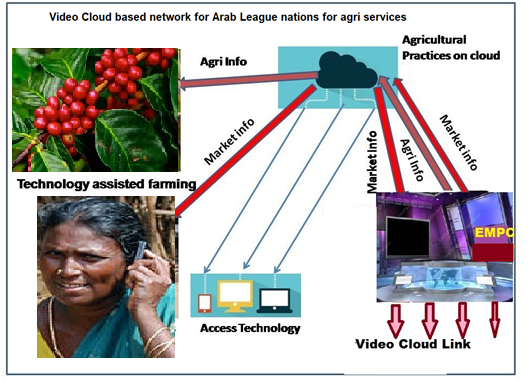 Video Cloud based network for Arab League nations for agri services
Agricultural
Practices on cloud
Agri Info
Market info
Market Info
Agri Info
Market info
Technology assisted farming
EMPO
Access Technology
Video Cloud Link